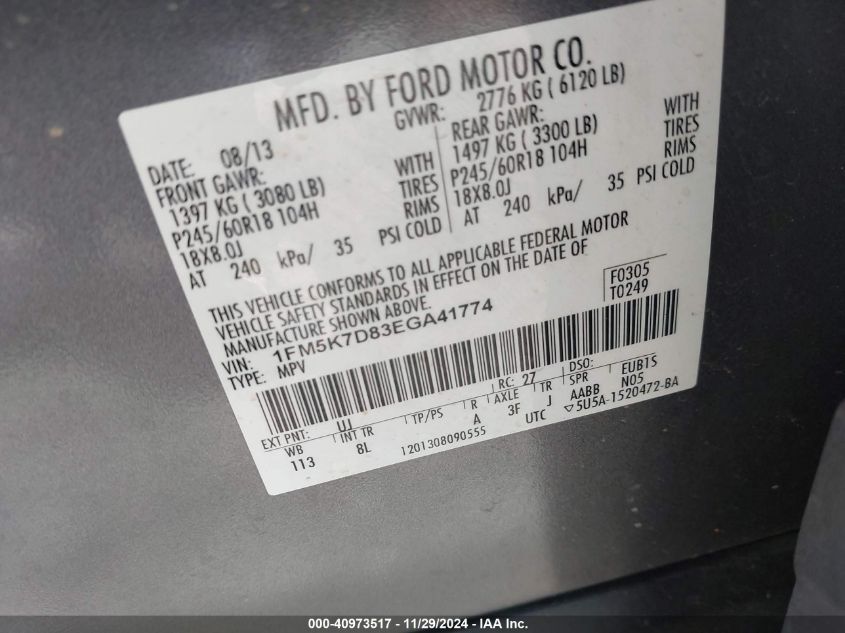 MFD. BY FORD MOTOR CO.
DATE: 08/13
GVWR: 2776 KG ( 6120 LB)
FRONT GAWR:
1397 KG ( 3080 LB) WITH
P245/60R18 104H TIRES
18X8.0J RIMS
AT 240 kPa/ 35 PSI COLD
REAR GAWR:
1497 KG ( 3300 LB) WITH
P245/60R18 104H TIRES
18X8.0J RIMS
AT 240 kPa/ 35 PSI COLD
THIS VEHICLE CONFORMS TO ALL APPLICABLE FEDERAL MOTOR
VEHICLE SAFETY STANDARDS IN EFFECT ON THE DATE OF
MANUFACTURE SHOWN ABOVE.
VIN: 1FM5K7D83EGA41774
TYPE: MPV
F0305
T0249
EXT PNT: UJ RC: 27 DSO:
WB INT TR TP/PS R AXLE TR SPR EUB1S
113 8L A 3F J AABB N05
1201308090555 UTC ▽5U5A-1520472-BA
000-40973517 - 11/29/2024 - IAA Inc.